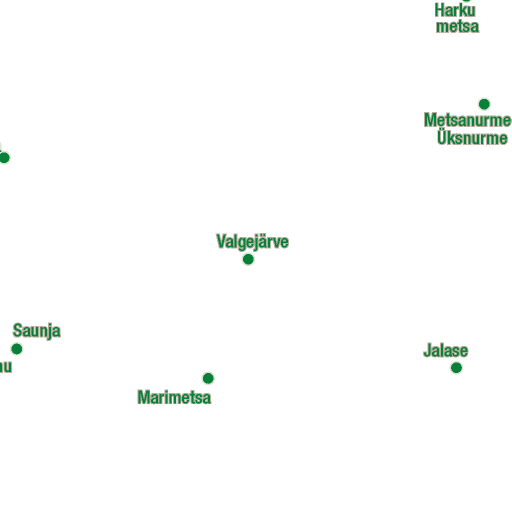 Harku
metsa
Metsanurme
Üksnurme
Valgejärve
Saunja
Jalase
Marimetsa